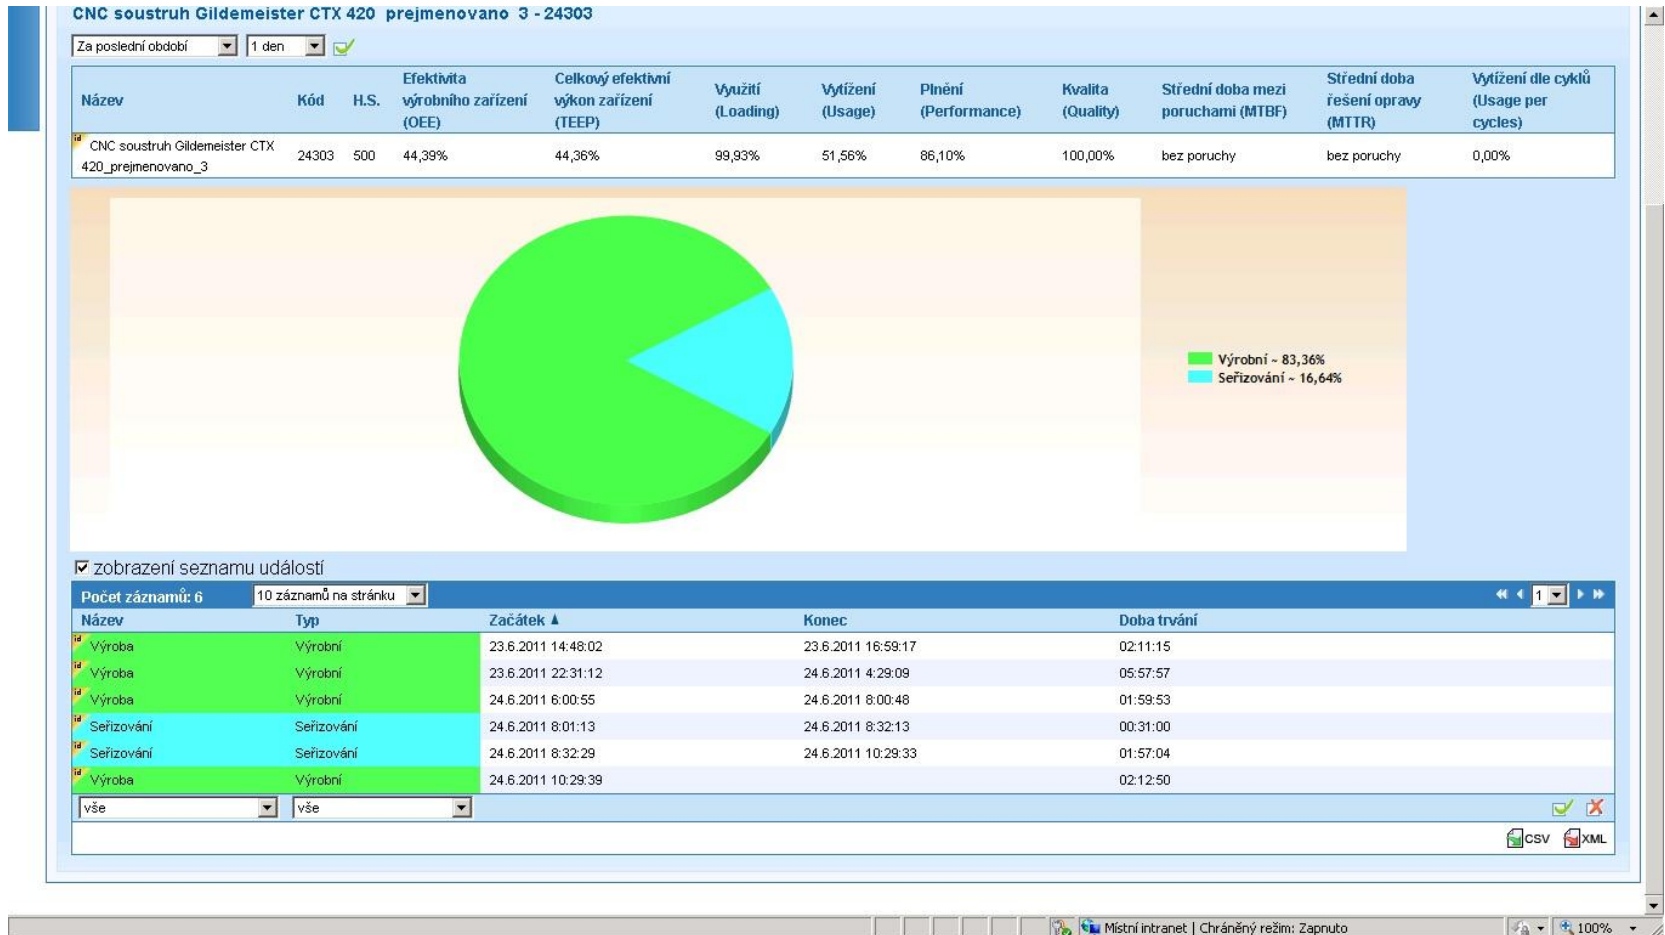 CNC soustruh Gildemeister CTX 420 prejmenovano 3 - 24303
Za poslední období 1 den
Název Kód H.S. Efektivita výrobního zařízení (OEE) Celkový efektivní výkon zařízení (TEEP) Využití (Loading) Vytížení (Usage) Plnění (Performance) Kvalita (Quality) Střední doba mezi poruchami (MTBF) Střední doba řešení opravy (MTTR) Vytížení dle cyklů (Usage per cycles)
id CNC soustruh Gildemeister CTX 420_prejmenovano_3 24303 500 44,39% 44,36% 99,93% 51,56% 86,10% 100,00% bez poruchy bez poruchy 0,00%
Výrobní ~ 83,36%
Seřizování ~ 16,64%
zobrazení seznamu událostí
Počet záznamů: 6 10 záznamů na stránku 1
Název Typ Začátek Konec Doba trvání
id Výroba Výrobní 23.6.2011 14:48:02 23.6.2011 16:59:17 02:11:15
id Výroba Výrobní 23.6.2011 22:31:12 24.6.2011 4:29:09 05:57:57
id Výroba Výrobní 24.6.2011 6:00:55 24.6.2011 8:00:48 01:59:53
id Seřizování Seřizování 24.6.2011 8:01:13 24.6.2011 8:32:13 00:31:00
id Seřizování Seřizování 24.6.2011 8:32:29 24.6.2011 10:29:33 01:57:04
id Výroba Výrobní 24.6.2011 10:29:39 02:12:50
vše vše
CSV XML
Místní intranet | Chráněný režim: Zapnuto 100%